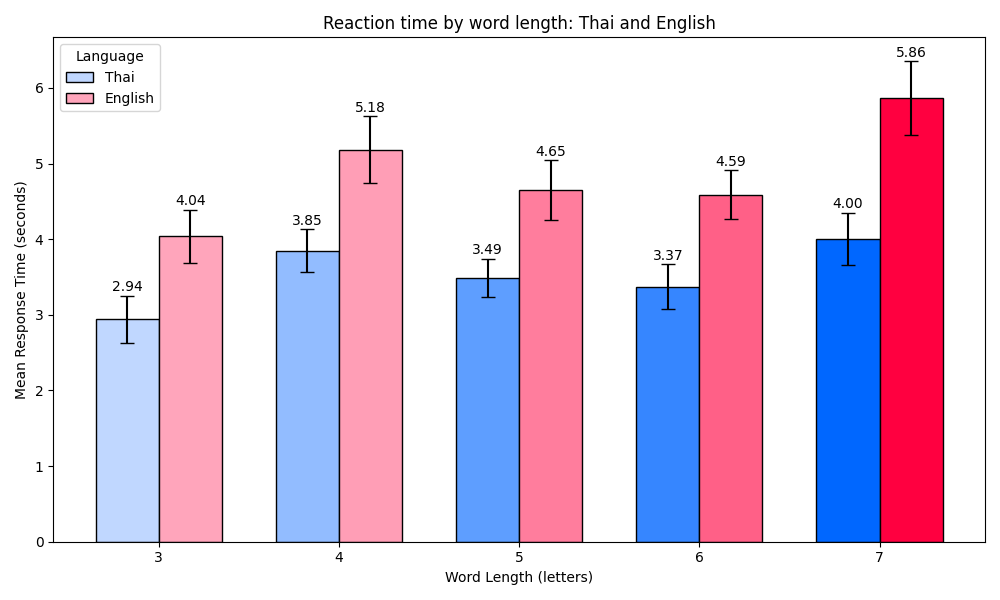 Reaction time by word length: Thai and English
Language
Thai
English
5.86
5.18
4.65
4.59
4.04
4.00
3.85
3.49
3.37
2.94
Mean Response Time (seconds)
6
5
4
3
2
1
0
3 4 5 6 7
Word Length (letters)